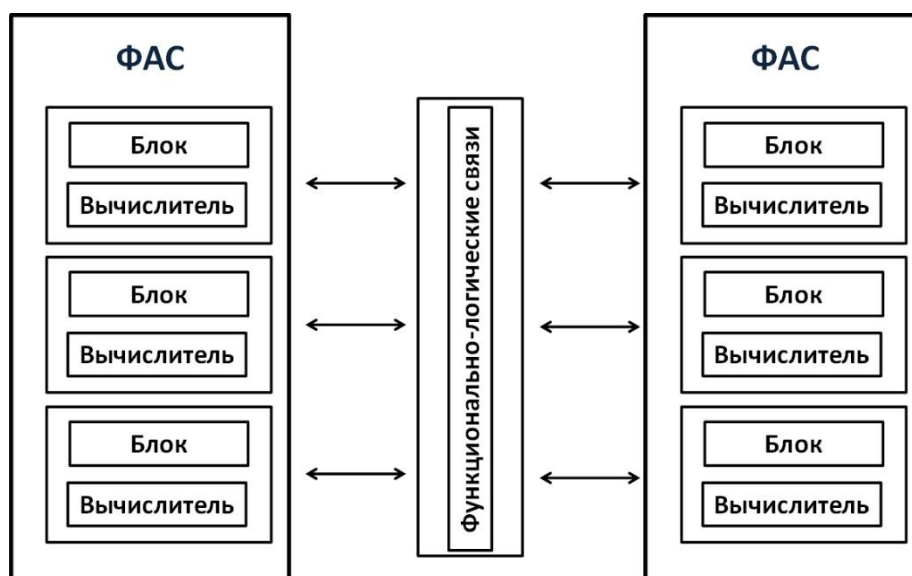 ФАС
Блок
Вычислитель
Блок
Вычислитель
Блок
Вычислитель
Функционально-логические связи
ФАС
Блок
Вычислитель
Блок
Вычислитель
Блок
Вычислитель